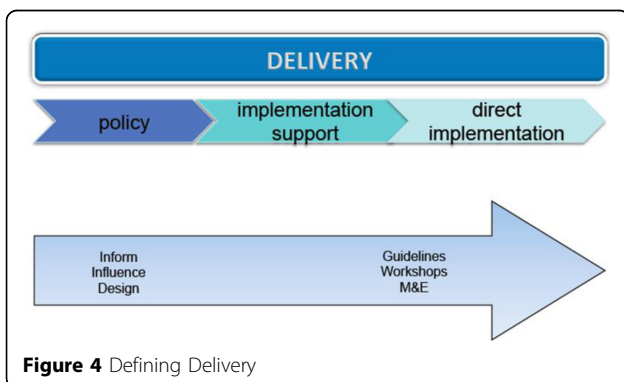 DELIVERY
policy
implementation
support
direct
implementation
Inform
Influence
Design
Guidelines
Workshops
M&E
Figure 4 Defining Delivery